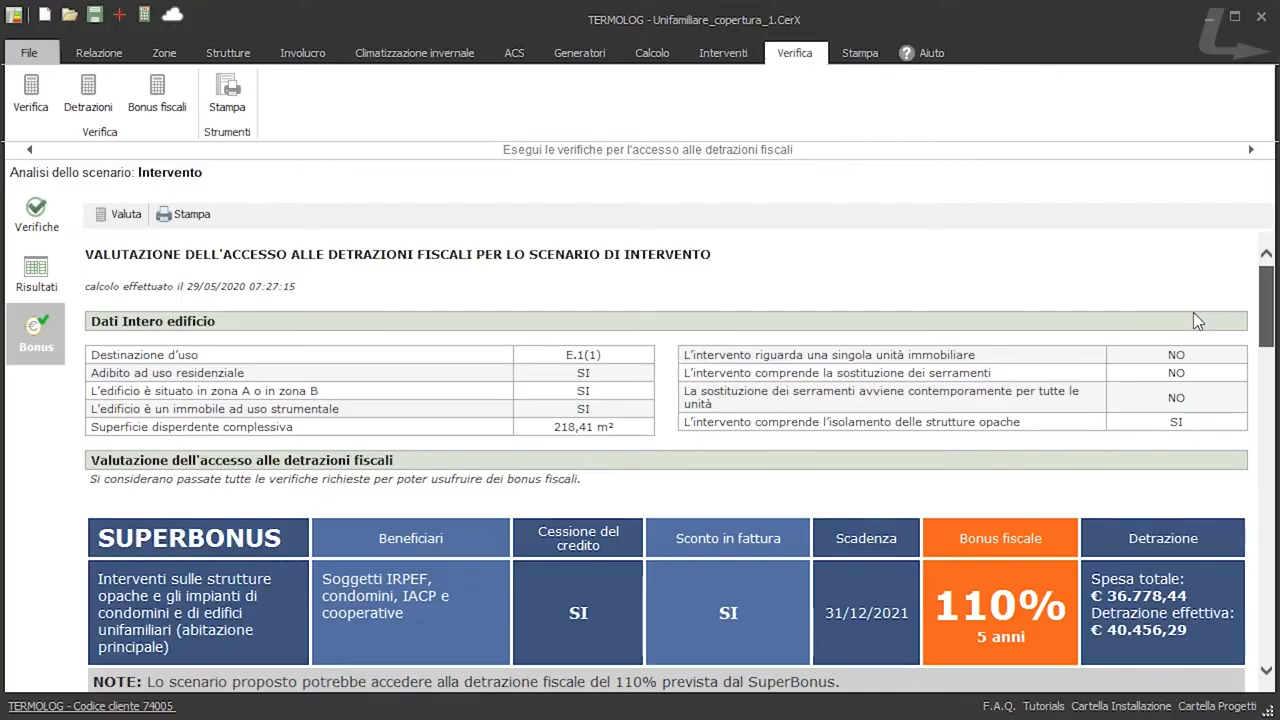 TERMOLOG - Unifamiliare_copertura_1.CerX
File
Relazione
Zone
Strutture
Involucro
Climatizzazione invernale
ACS
Generatori
Calcolo
Interventi
Verifica
Stampa
Aiuto
Verifica
Detrazioni
Bonus fiscali
Stampa
Verifica
Strumenti
Esegui le verifiche per l'accesso alle detrazioni fiscali
Analisi dello scenario: Intervento
Verifiche
Risultati
Bonus
Valuta
Stampa
VALUTAZIONE DELL'ACCESSO ALLE DETRAZIONI FISCALI PER LO SCENARIO DI INTERVENTO
calcolo effettuato il 29/05/2020 07:27:15
Dati Intero edificio
Destinazione d'uso E.1(1)
Adibito ad uso residenziale SI
L'edificio è situato in zona A o in zona B SI
L'edificio è un immobile ad uso strumentale SI
Superficie disperdente complessiva 218,41 m²
L'intervento riguarda una singola unità immobiliare NO
L'intervento comprende la sostituzione dei serramenti NO
La sostituzione dei serramenti avviene contemporaneamente per tutte le
unità NO
L'intervento comprende l'isolamento delle strutture opache SI
Valutazione dell'accesso alle detrazioni fiscali
Si considerano passate tutte le verifiche richieste per poter usufruire dei bonus fiscali.
SUPERBONUS
Beneficiari
Cessione del
credito
Sconto in fattura
Scadenza
Bonus fiscale
Detrazione
Interventi sulle strutture
opache e gli impianti di
condomini e di edifici
unifamiliari (abitazione
principale)
Soggetti IRPEF,
condomini, IACP e
cooperative
SI
SI
31/12/2021
110%
5 anni
Spesa totale:
€ 36.778,44
Detrazione effettiva:
€ 40.456,29
NOTE: Lo scenario proposto potrebbe accedere alla detrazione fiscale del 110% prevista dal SuperBonus.
TERMOLOG - Codice cliente 74005
F.A.Q. Tutorials Cartella Installazione Cartella Progetti